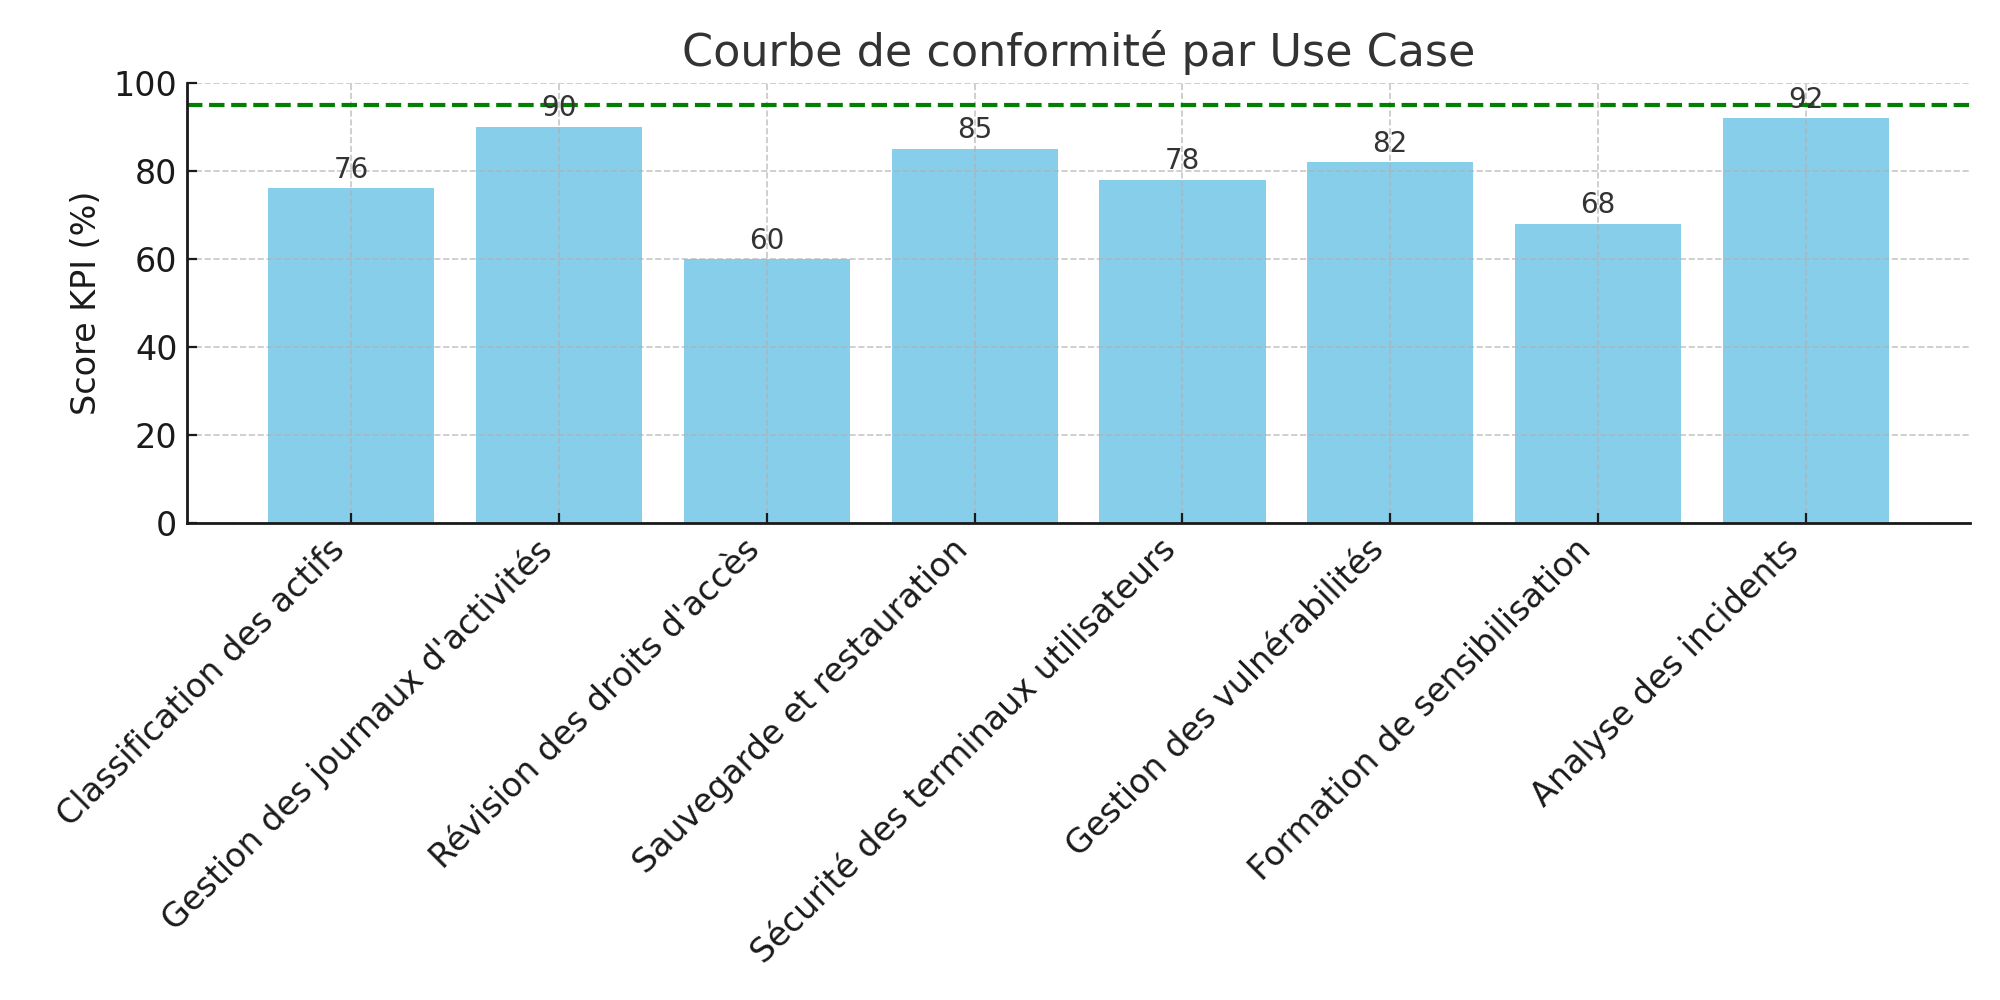 Courbe de conformité par Use Case
100
80
60
40
20
0
Score KPI (%)
76
90
60
85
78
82
68
92
Classification des actifs
Gestion des journaux d'activités
Révision des droits d'accès
Sauvegarde et restauration
Sécurité des terminaux utilisateurs
Gestion des vulnérabilités
Formation de sensibilisation
Analyse des incidents